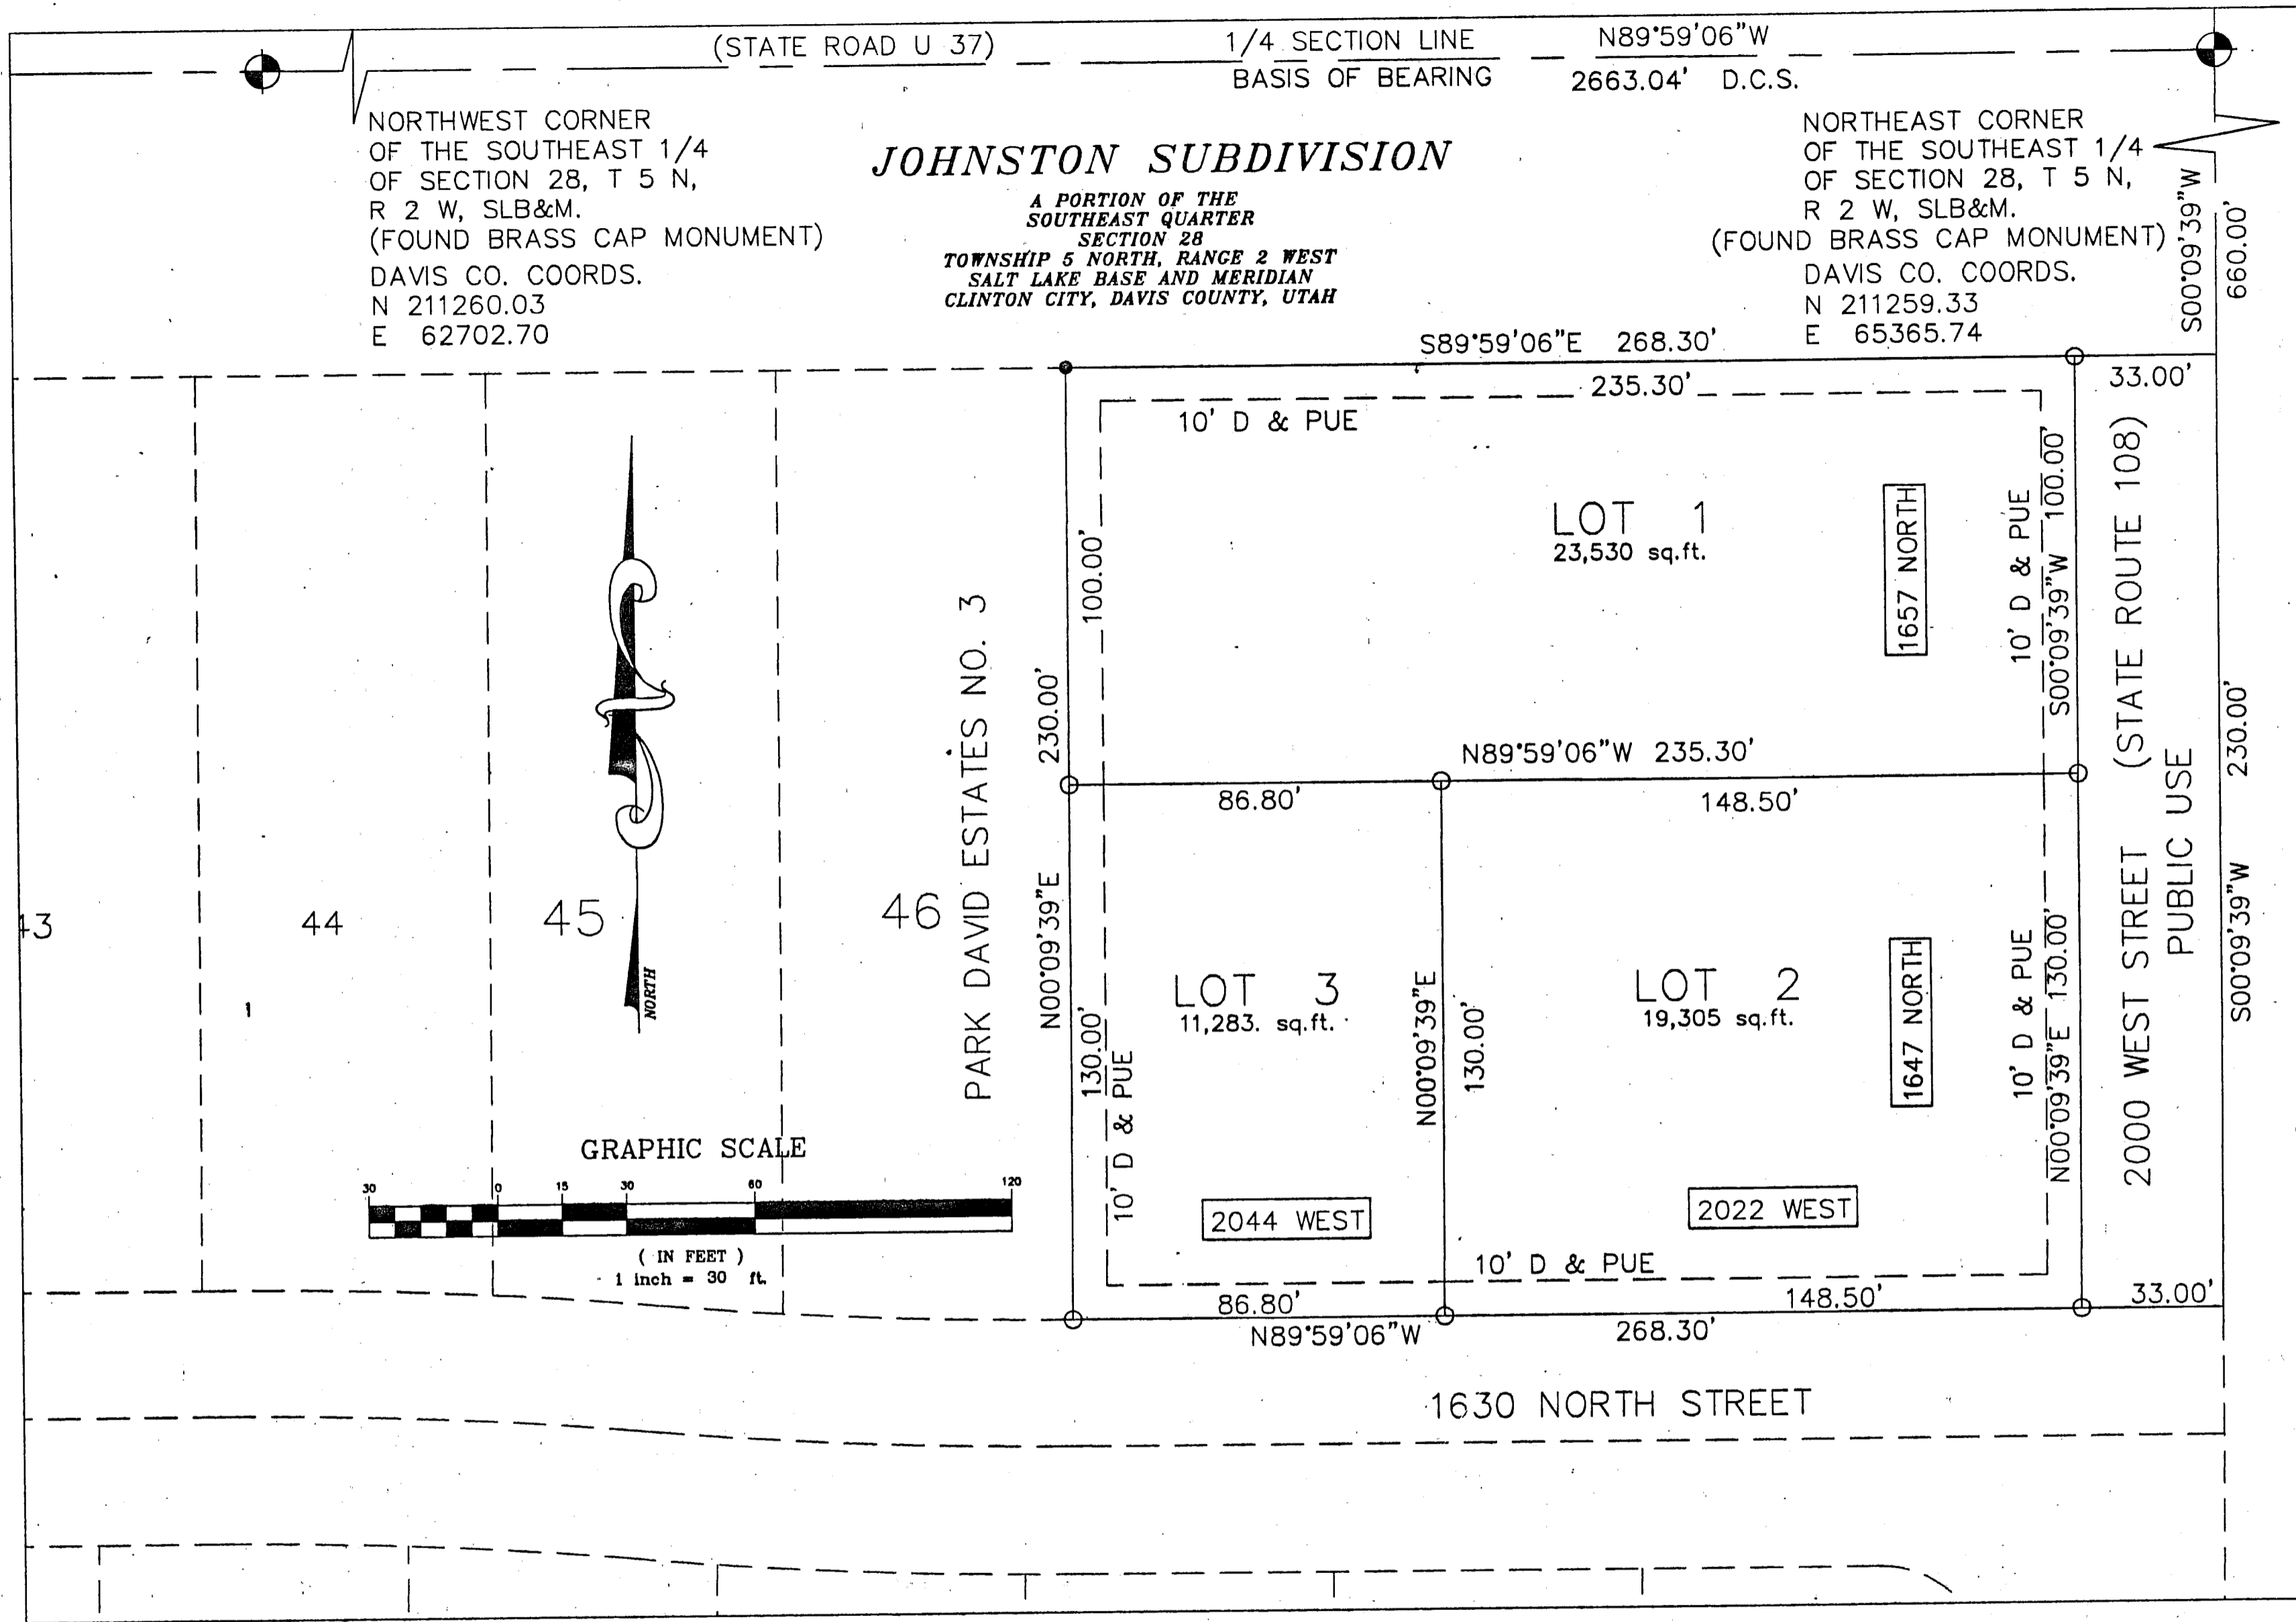 (STATE ROAD U 37)
1/4 SECTION LINE
N89°59'06"W
BASIS OF BEARING
2663.04' D.C.S.
NORTHWEST CORNER
OF THE SOUTHEAST 1/4
OF SECTION 28, T 5 N,
R 2 W, SLB&M.
(FOUND BRASS CAP MONUMENT)
DAVIS CO. COORDS.
N 211260.03
E 62702.70
JOHNSTON SUBDIVISION
A PORTION OF THE
SOUTHEAST QUARTER
SECTION 28
TOWNSHIP 5 NORTH, RANGE 2 WEST
SALT LAKE BASE AND MERIDIAN
CLINTON CITY, DAVIS COUNTY, UTAH
NORTHEAST CORNER
OF THE SOUTHEAST 1/4
OF SECTION 28, T 5 N,
R 2 W, SLB&M.
(FOUND BRASS CAP MONUMENT)
DAVIS CO. COORDS.
N 211259.33
E 65365.74
S00°09'39"W
660.00'
S89°59'06"E 268.30'
235.30'
33.00'
10' D & PUE
LOT 1
23,530 sq.ft.
1657 NORTH
10' D & PUE
S00°09'39"W 100.00'
100.00'
230.00'
N00°09'39"E
130.00'
10' D & PUE
PARK DAVID ESTATES NO. 3
N89°59'06"W 235.30'
86.80'
148.50'
43
44
45
46
NORTH
LOT 3
11,283. sq.ft.
N00°09'39"E
130.00'
LOT 2
19,305 sq.ft.
1647 NORTH
10' D & PUE
N00°09'39"E 130.00'
2000 WEST STREET (STATE ROUTE 108)
PUBLIC USE
230.00'
S00°09'39"W
GRAPHIC SCALE
30 0 15 30 60 120
( IN FEET )
1 inch = 30 ft.
2044 WEST
2022 WEST
10' D & PUE
86.80'
148.50'
33.00'
N89°59'06"W
268.30'
1630 NORTH STREET